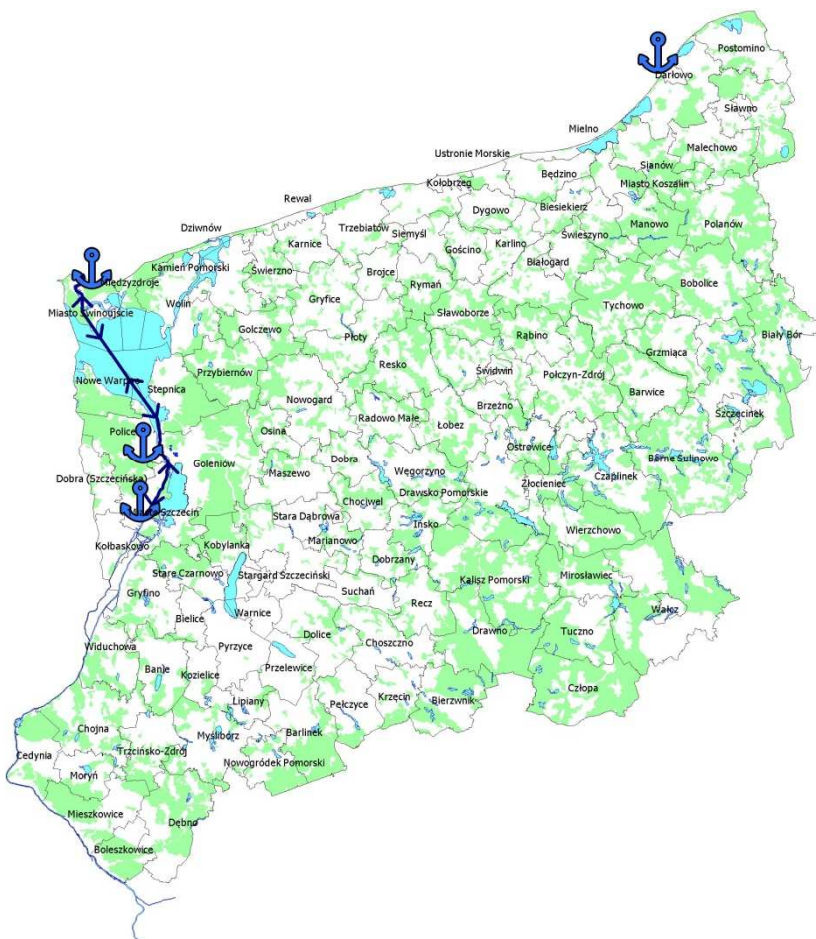 Postomino
Darłowo
Sławno
Mielno
Malechowo
Ustronie Morskie
Sianów
Będzino
Kołobrzeg
Miasto Koszalin
Rewal
Dygowo
Biesiekierz
Dziwnów
Trzebiatów
Siemyśl
Manowo
Polanów
Karnice
Karlino
Świeszyno
Gościno
Białogard
Kamień Pomorski
Świerzno
Brojce
Międzyzdroje
Rymań
Bobolice
Gryfice
Wolin
Tychowo
Miasto Świnoujście
Sławoborze
Golczewo
Rąbino
Biały Bór
Płoty
Grzmiąca
Resko
Świdwin
Przybiernów
Połczyn-Zdrój
Nowe Warpno
Stepnica
Barwice
Nowogard
Brzeżno
Szczecinek
Radowo Małe
Łobez
Police
Osina
Ostrowice
Dobra
Borne Sulinowo
Goleniów
Maszewo
Węgorzyno
Czaplinek
Dobra (Szczecińska)
Złocieniec
Chociwel
Drawsko Pomorskie
Miasto Szczecin
Stara Dąbrowa
Ińsko
Wierzchowo
Marianowo
Kołbaskowo
Kobylanka
Dobrzany
Stare Czarnowo
Stargard Szczeciński
Mirosławiec
Kalisz Pomorski
Gryfino
Suchań
Recz
Wałcz
Bielice
Warnice
Drawno
Tuczno
Dolice
Choszczno
Widuchowa
Pyrzyce
Banie
Kozielice
Przelewice
Człopa
Krzęcin
Bierzwnik
Lipiany
Pełczyce
Chojna
Myślibórz
Barlinek
Cedynia
Trzcińsko-Zdrój
Nowogródek Pomorski
Moryń
Mieszkowice
Dębno
Boleszkowice